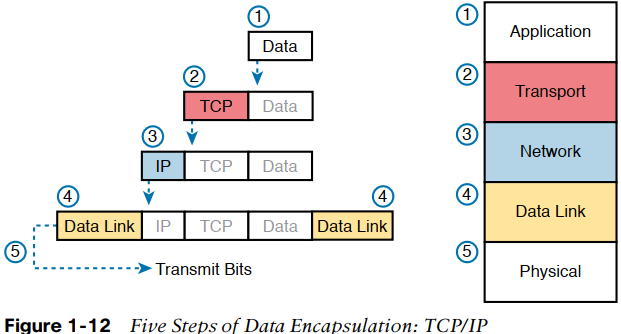 1
Data
2
TCP Data
3
IP TCP Data
4 4
Data Link IP TCP Data Data Link
5
Transmit Bits
1
Application
2
Transport
3
Network
4
Data Link
5
Physical
Figure 1-12 Five Steps of Data Encapsulation: TCP/IP